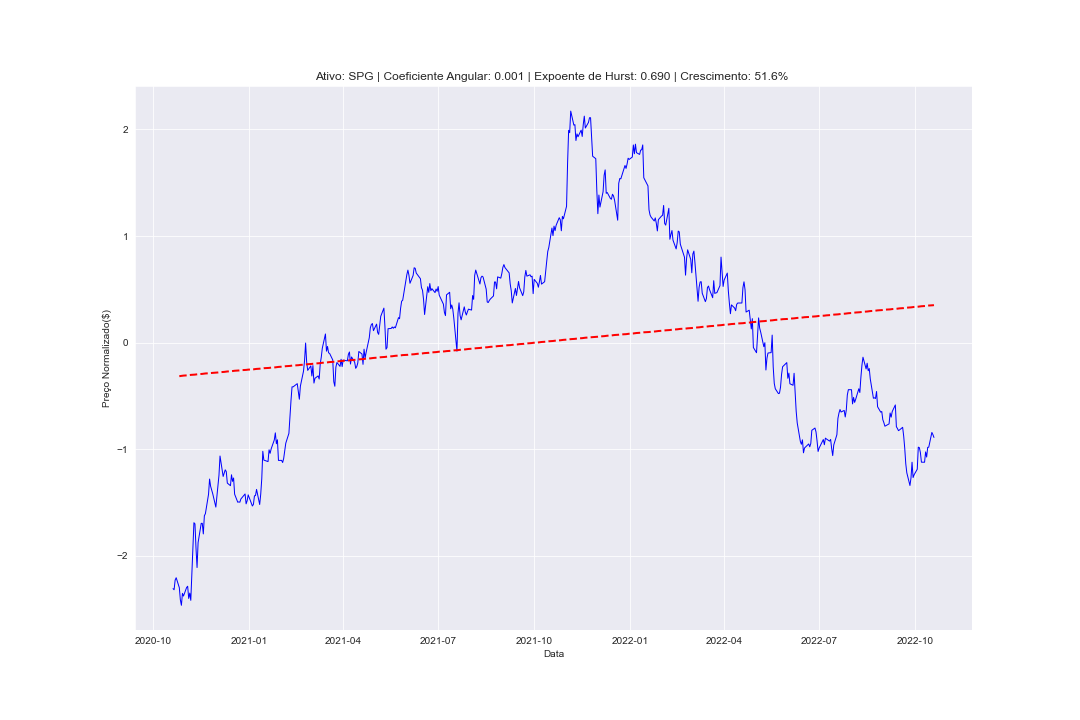 Ativo: SPG | Coeficiente Angular: 0.001 | Expoente de Hurst: 0.690 | Crescimento: 51.6%
Preço Normalizado($)
2
1
0
−1
−2
2020-10 2021-01 2021-04 2021-07 2021-10 2022-01 2022-04 2022-07 2022-10
Data